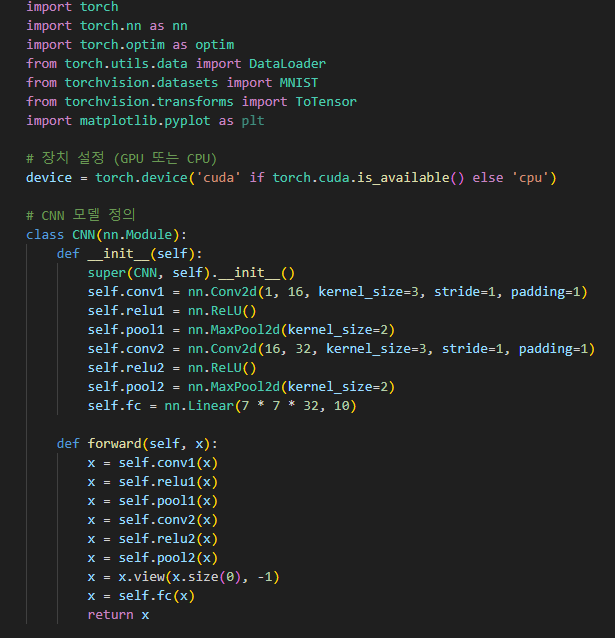 import torch
import torch.nn as nn
import torch.optim as optim
from torch.utils.data import DataLoader
from torchvision.datasets import MNIST
from torchvision.transforms import ToTensor
import matplotlib.pyplot as plt

# 장치 설정 (GPU 또는 CPU)
device = torch.device('cuda' if torch.cuda.is_available() else 'cpu')

# CNN 모델 정의
class CNN(nn.Module):
    def __init__(self):
        super(CNN, self).__init__()
        self.conv1 = nn.Conv2d(1, 16, kernel_size=3, stride=1, padding=1)
        self.relu1 = nn.ReLU()
        self.pool1 = nn.MaxPool2d(kernel_size=2)
        self.conv2 = nn.Conv2d(16, 32, kernel_size=3, stride=1, padding=1)
        self.relu2 = nn.ReLU()
        self.pool2 = nn.MaxPool2d(kernel_size=2)
        self.fc = nn.Linear(7 * 7 * 32, 10)

    def forward(self, x):
        x = self.conv1(x)
        x = self.relu1(x)
        x = self.pool1(x)
        x = self.conv2(x)
        x = self.relu2(x)
        x = self.pool2(x)
        x = x.view(x.size(0), -1)
        x = self.fc(x)
        return x